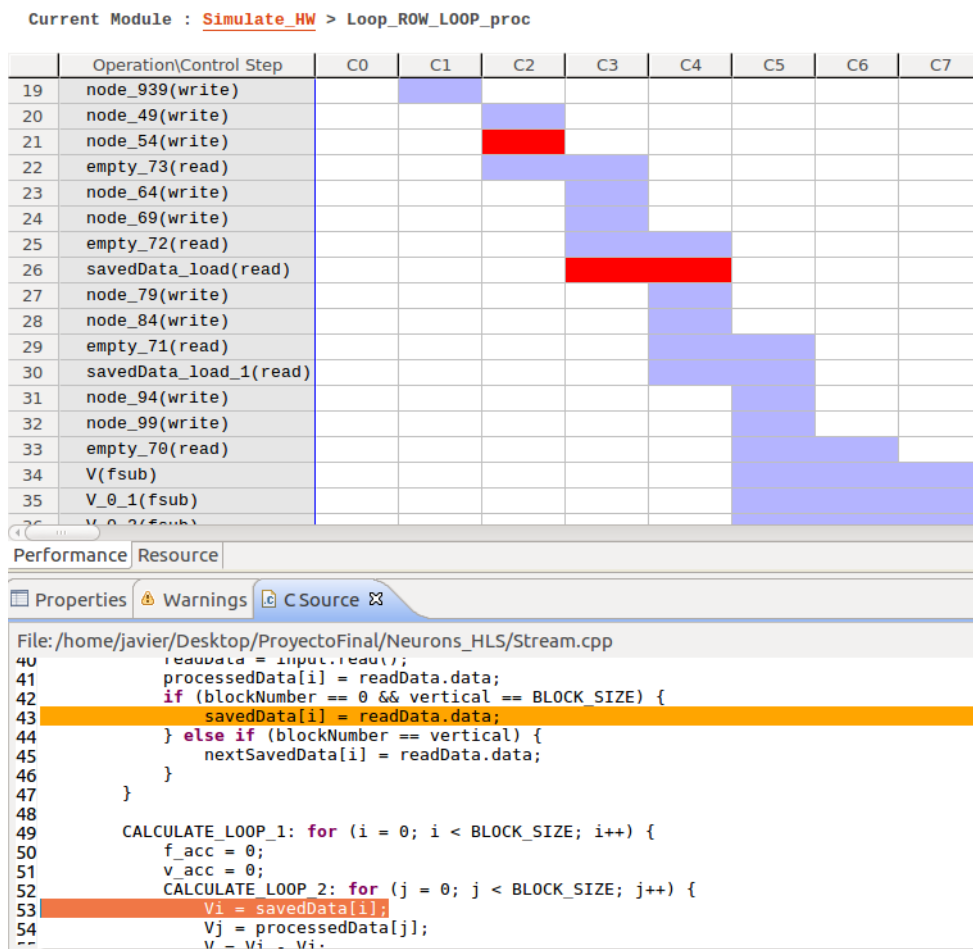 Current Module : Simulate_HW > Loop_ROW_LOOP_proc
Operation\Control Step C0 C1 C2 C3 C4 C5 C6 C7
19 node_939(write)
20 node_49(write)
21 node_54(write)
22 empty_73(read)
23 node_64(write)
24 node_69(write)
25 empty_72(read)
26 savedData_load(read)
27 node_79(write)
28 node_84(write)
29 empty_71(read)
30 savedData_load_1(read)
31 node_94(write)
32 node_99(write)
33 empty_70(read)
34 V(fsub)
35 V_0_1(fsub)
36 V_0_2(fsub)
Performance Resource
Properties Warnings C Source
File:/home/javier/Desktop/ProyectoFinal/Neurons_HLS/Stream.cpp
40 readData = input.read();
41 processedData[i] = readData.data;
42 if (blockNumber == 0 && vertical == BLOCK_SIZE) {
43 savedData[i] = readData.data;
44 } else if (blockNumber == vertical) {
45 nextSavedData[i] = readData.data;
46 }
47 }
48
49 CALCULATE_LOOP_1: for (i = 0; i < BLOCK_SIZE; i++) {
50 f_acc = 0;
51 v_acc = 0;
52 CALCULATE_LOOP_2: for (j = 0; j < BLOCK_SIZE; j++) {
53 Vi = savedData[i];
54 Vj = processedData[j];